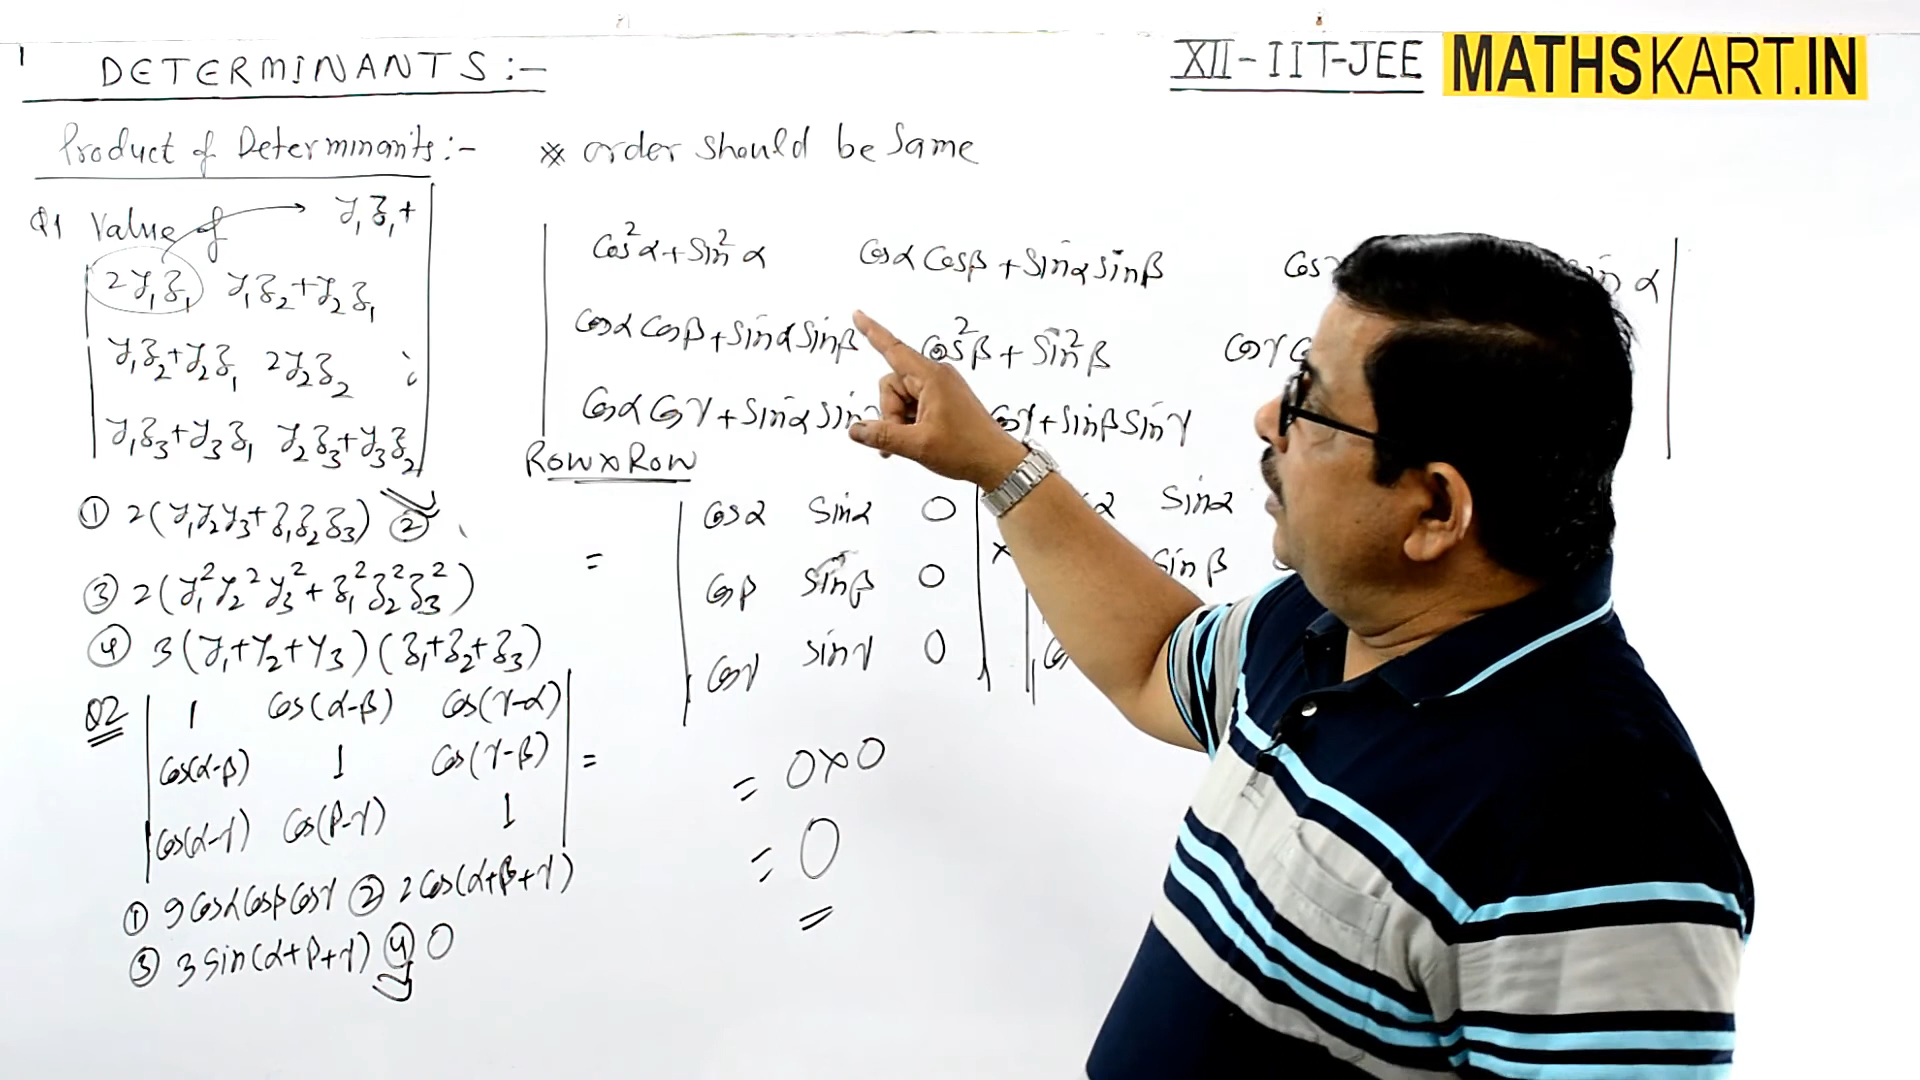 DETERMINANTS :-
XII - IIT-JEE MATHSKART.IN
Product of Determinants :-
※ order should be same
Q1 Value of
y₁z₁+
2y₁z₁ y₁z₂+y₂z₁
y₁z₂+y₂z₁ 2y₂z₂
y₁z₃+y₃z₁ y₂z₃+y₃z₂
① 2(y₁y₂y₃+z₁z₂z₃) ②
③ 2(y₁²y₂²y₃²+z₁²z₂²z₃²)
④ 3(y₁+y₂+y₃)(z₁+z₂+z₃)
Q2 | 1 cos(α-β) cos(γ-α) |
| cos(α-β) 1 cos(γ-β) | =
| cos(α-γ) cos(β-γ) 1 |
① 9cosαcosβcosγ ② 2cos(α+β+γ)
③ 3sin(α+β+γ) ④ 0
cos²α+sin²α cosα cosβ+sinα sinβ
cosα cosβ+sinα sinβ cos²β+sin²β
cosα cosγ+sinα sin cosγ+sinβ sinγ
Row×Row
cosα sinα 0 sinα
= cosβ sinβ 0 × sinβ
cosγ sinγ 0
= 0×0
= 0